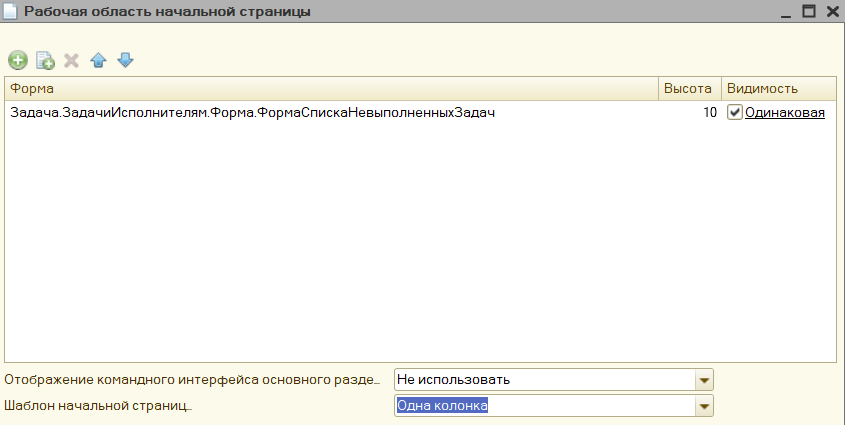 Рабочая область начальной страницы
Форма Высота Видимость
Задача.ЗадачиИсполнителям.Форма.ФормаСпискаНевыполненныхЗадач 10 Одинаковая
Отображение командного интерфейса основного разде... Не использовать
Шаблон начальной страниц... Одна колонка